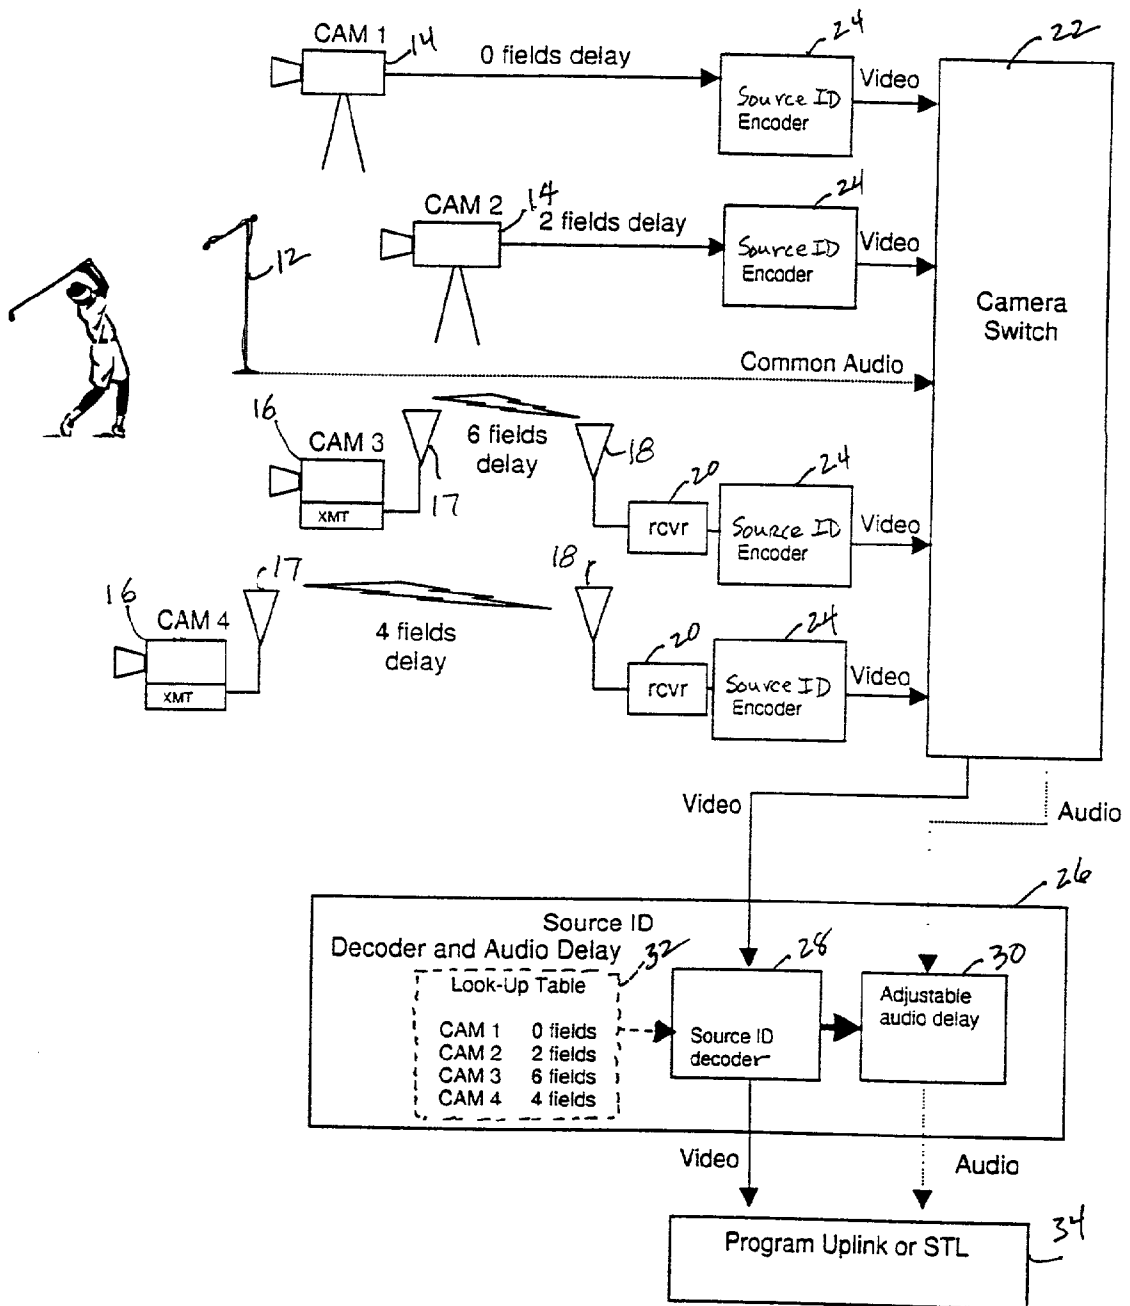 CAM 1
14
0 fields delay
24
Source ID
Encoder
Video
22
CAM 2
14
2 fields delay
24
Source ID
Encoder
Video
12
Camera
Switch
Common Audio
16
CAM 3
XMT
17
6 fields
delay
18
20
rcvr
24
Source ID
Encoder
Video
16
CAM 4
XMT
17
4 fields
delay
18
20
rcvr
24
Source ID
Encoder
Video
Video
Audio
26
Source ID
Decoder and Audio Delay
32
Look-Up Table
CAM 1 0 fields
CAM 2 2 fields
CAM 3 6 fields
CAM 4 4 fields
28
Source ID
decoder
30
Adjustable
audio delay
Video
Audio
Program Uplink or STL
34